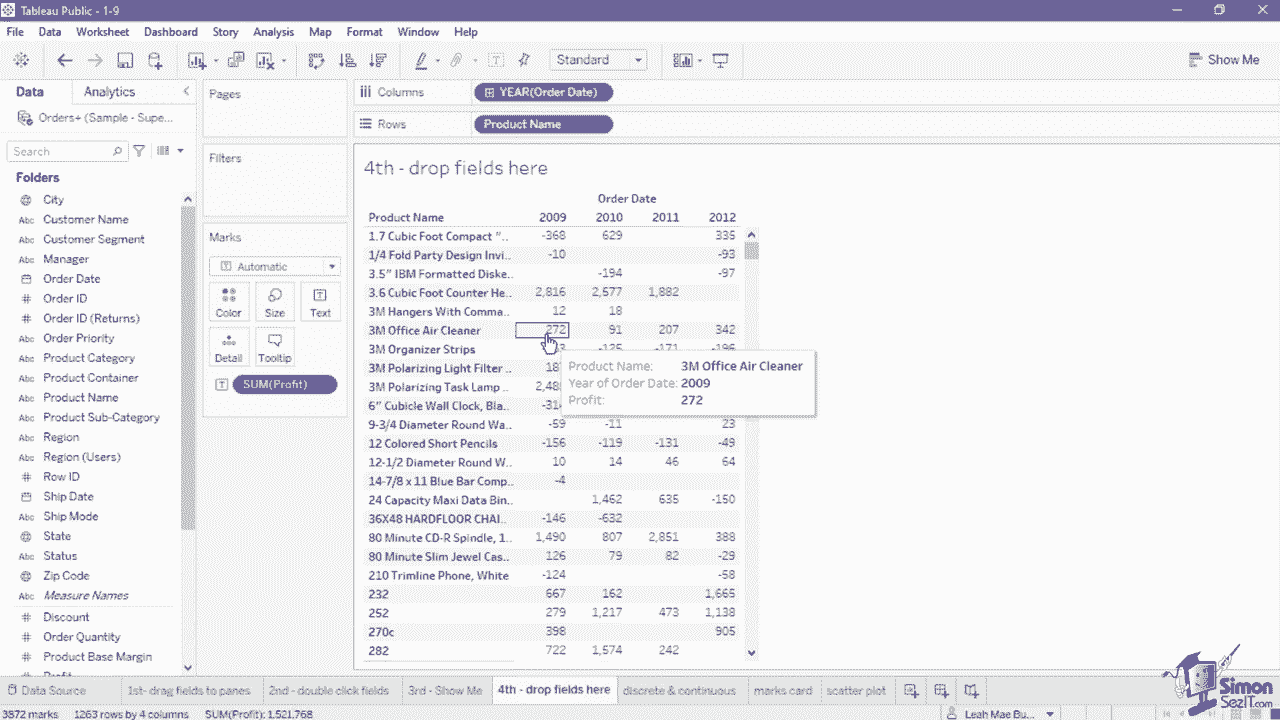 Tableau Public - 1-9
File Data Worksheet Dashboard Story Analysis Map Format Window Help
Standard
Show Me
Data Analytics
Orders+ (Sample - Supe...
Search
Folders
City
Abc Customer Name
Abc Customer Segment
Abc Manager
Order Date
# Order ID
# Order ID (Returns)
Abc Order Priority
Abc Product Category
Abc Product Container
Abc Product Name
Abc Product Sub-Category
Abc Region
Abc Region (Users)
# Row ID
Ship Date
Abc Ship Mode
State
Abc Status
Zip Code
Abc Measure Names
# Discount
# Order Quantity
# Product Base Margin
Pages
Filters
Marks
Automatic
Color Size Text
Detail Tooltip
SUM(Profit)
Columns YEAR(Order Date)
Rows Product Name
4th - drop fields here
Order Date
Product Name 2009 2010 2011 2012
1.7 Cubic Foot Compact ".. -368 629 335
1/4 Fold Party Design Invi.. -10 -93
3.5" IBM Formatted Diske.. -194 -97
3.6 Cubic Foot Counter He.. 2,816 2,577 1,882
3M Hangers With Comma.. 12 18
3M Office Air Cleaner 272 91 207 342
3M Organizer Strips -125 -171 -196
3M Polarizing Light Filter ..
3M Polarizing Task Lamp ..
6" Cubicle Wall Clock, Bla..
9-3/4 Diameter Round Wa.. -59 -11 23
12 Colored Short Pencils -156 -119 -131 -49
12-1/2 Diameter Round W.. 10 14 46 64
14-7/8 x 11 Blue Bar Comp.. -4
24 Capacity Maxi Data Bin.. 1,462 635 -150
36X48 HARDFLOOR CHAI.. -146 -632
80 Minute CD-R Spindle, 1.. 1,490 807 2,851 388
80 Minute Slim Jewel Cas.. 126 79 82 -29
210 Trimline Phone, White -124 -58
232 667 162 1,665
252 279 1,217 473 1,138
270c 398 905
282 722 1,574 242
Product Name: 3M Office Air Cleaner
Year of Order Date: 2009
Profit: 272
Data Source 1st- drag fields to panes 2nd - double click fields 3rd - Show Me 4th - drop fields here discrete & continuous marks card scatter plot
3872 marks 1263 rows by 4 columns SUM(Profit): 1,521,768
Leah Mae Bu...
Simon
SezIT.com